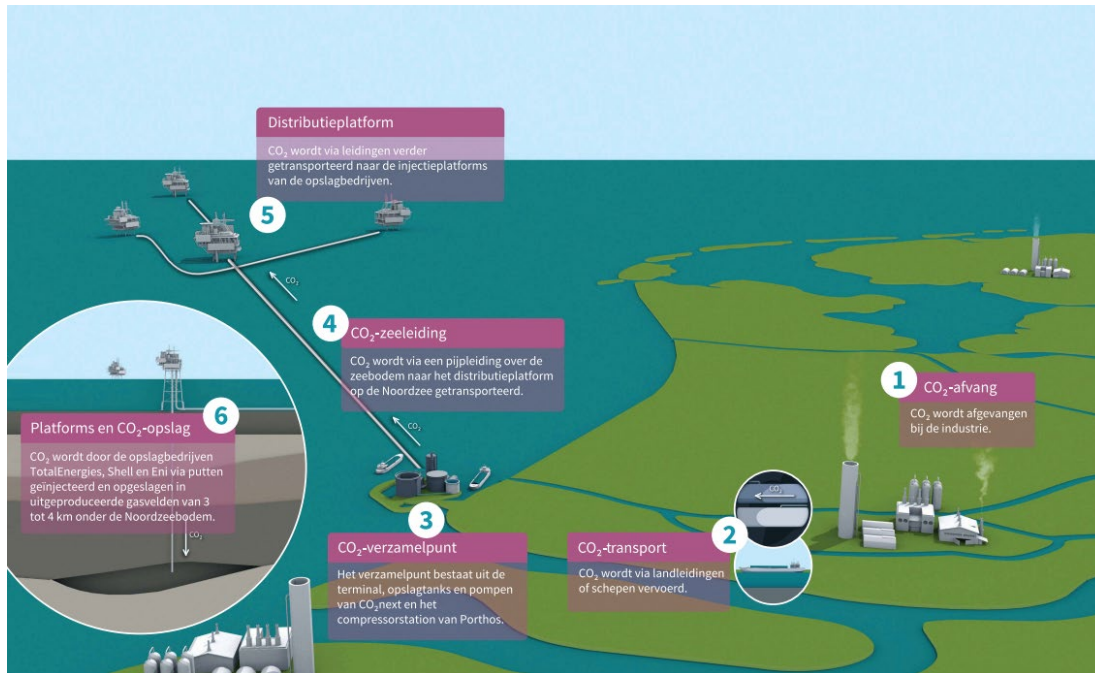 Distributieplatform
CO₂ wordt via leidingen verder
getransporteerd naar de injectieplatforms
van de opslagbedrijven.
5
CO₂
4
CO₂-zeeleiding
CO₂ wordt via een pijpleiding over de
zeebodem naar het distributieplatform
op de Noordzee getransporteerd.
CO₂
1
CO₂-afvang
CO₂ wordt afgevangen
bij de industrie.
6
Platforms en CO₂-opslag
CO₂ wordt door de opslagbedrijven
TotalEnergies, Shell en Eni via putten
geïnjecteerd en opgeslagen in
uitgeproduceerde gasvelden van 3
tot 4 km onder de Noordzeebodem.
CO₂
3
CO₂-verzamelpunt
Het verzamelpunt bestaat uit de
terminal, opslagtanks en pompen
van CO₂next en het
compressorstation van Porthos.
CO₂
2
CO₂-transport
CO₂ wordt via landleidingen
of schepen vervoerd.